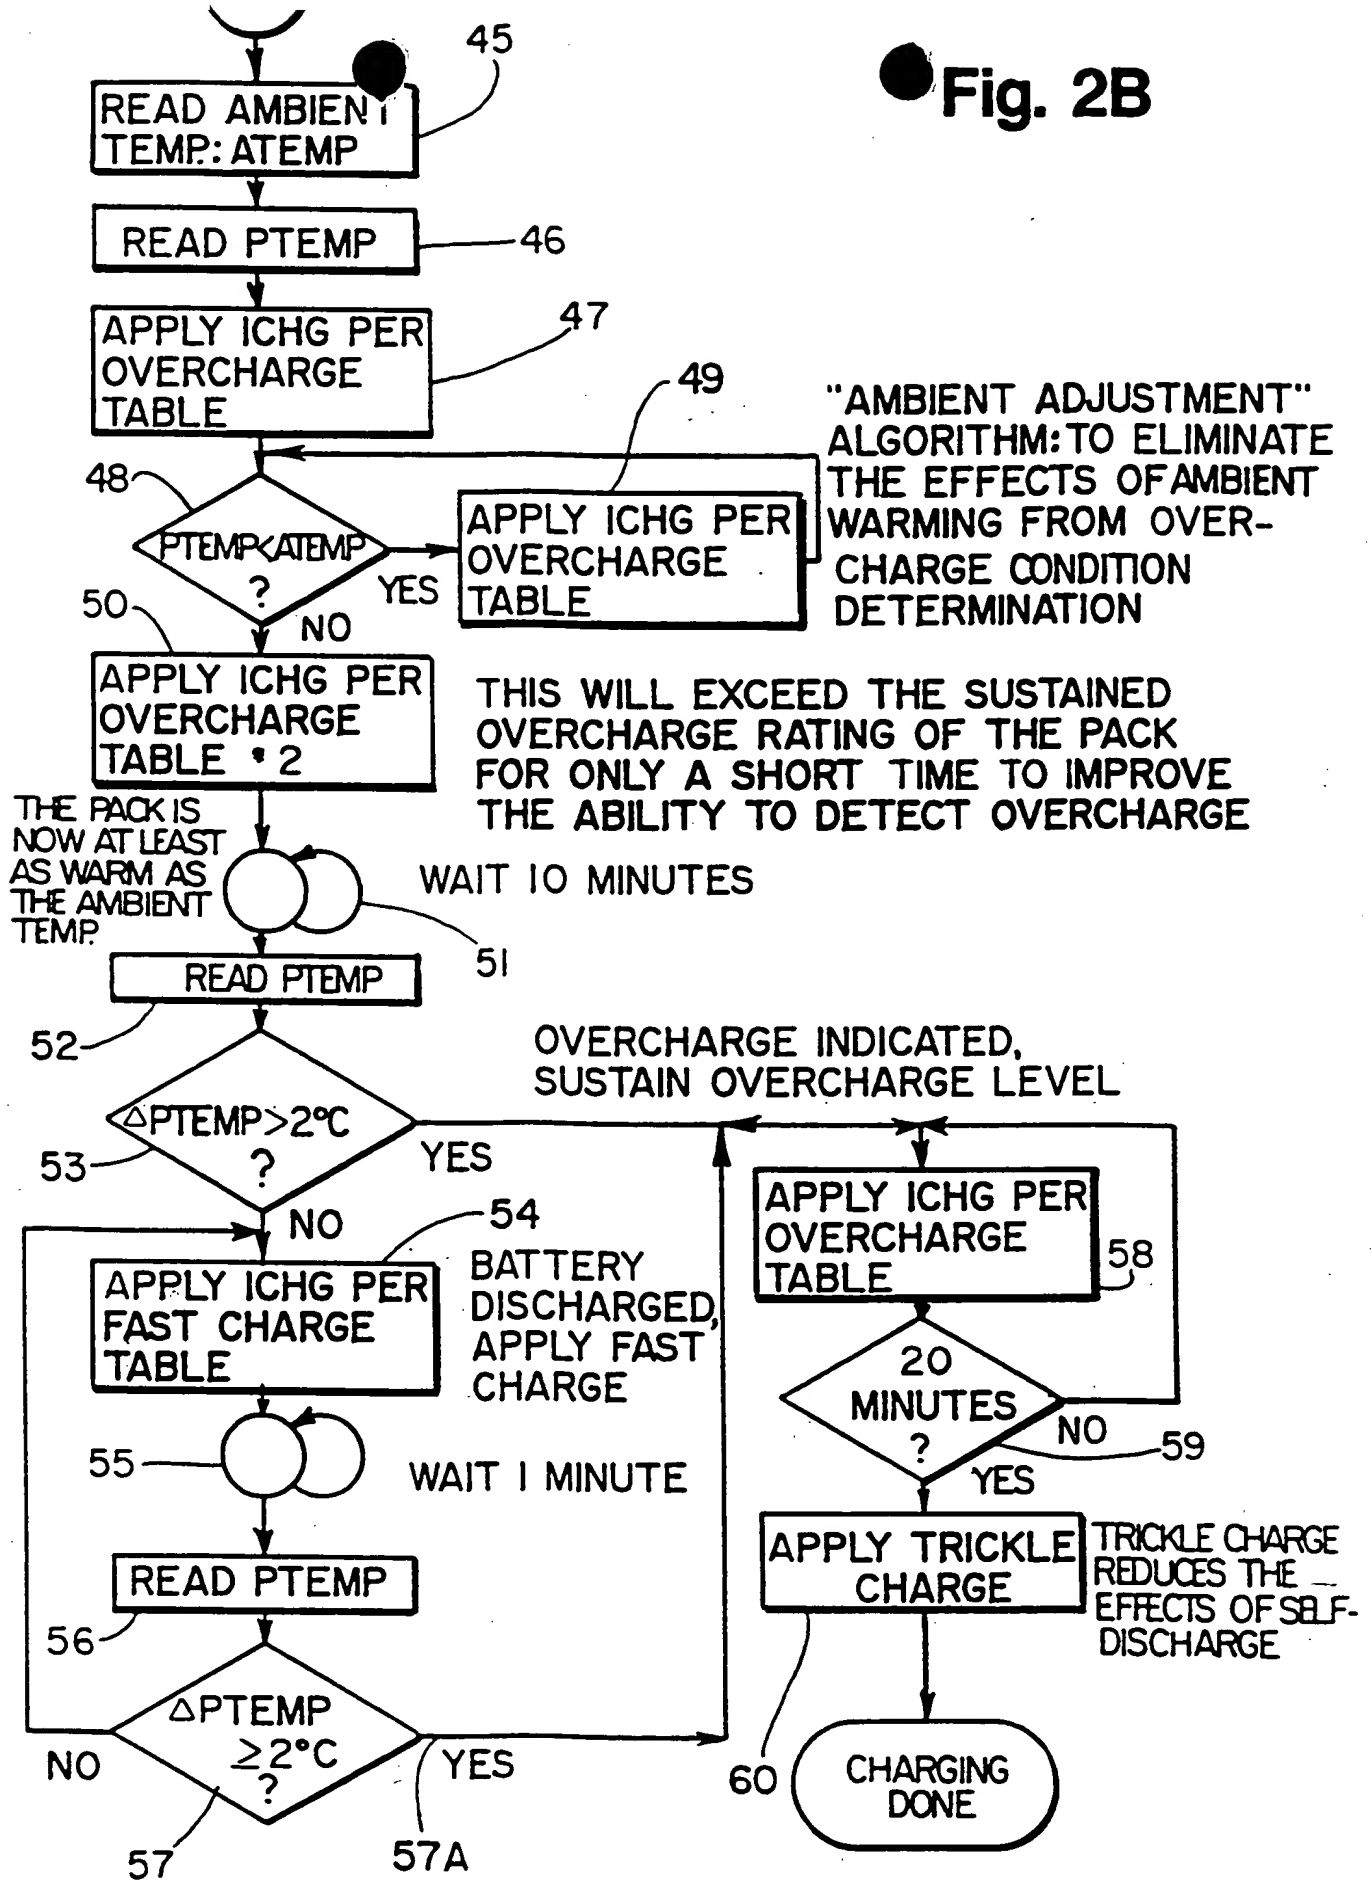 Fig. 2B
45
READ AMBIENT
TEMP.: ATEMP
READ PTEMP
46
47
APPLY ICHG PER
OVERCHARGE
TABLE
49
"AMBIENT ADJUSTMENT"
ALGORITHM: TO ELIMINATE
THE EFFECTS OF AMBIENT
WARMING FROM OVER-
CHARGE CONDITION
DETERMINATION
48
PTEMP<ATEMP
?
YES
NO
APPLY ICHG PER
OVERCHARGE
TABLE
50
APPLY ICHG PER
OVERCHARGE
TABLE * 2
THIS WILL EXCEED THE SUSTAINED
OVERCHARGE RATING OF THE PACK
FOR ONLY A SHORT TIME TO IMPROVE
THE ABILITY TO DETECT OVERCHARGE
THE PACK IS
NOW AT LEAST
AS WARM AS
THE AMBIENT
TEMP.
WAIT 10 MINUTES
51
READ PTEMP
52
△PTEMP>2°C
?
53
YES
NO
OVERCHARGE INDICATED,
SUSTAIN OVERCHARGE LEVEL
54
APPLY ICHG PER
FAST CHARGE
TABLE
BATTERY
DISCHARGED,
APPLY FAST
CHARGE
55
WAIT 1 MINUTE
READ PTEMP
56
△PTEMP
≥2°C
?
NO
YES
57
57A
APPLY ICHG PER
OVERCHARGE
TABLE
58
20
MINUTES
?
NO
59
YES
APPLY TRICKLE
CHARGE
TRICKLE CHARGE
REDUCES THE
EFFECTS OF SELF-
DISCHARGE
60
CHARGING
DONE